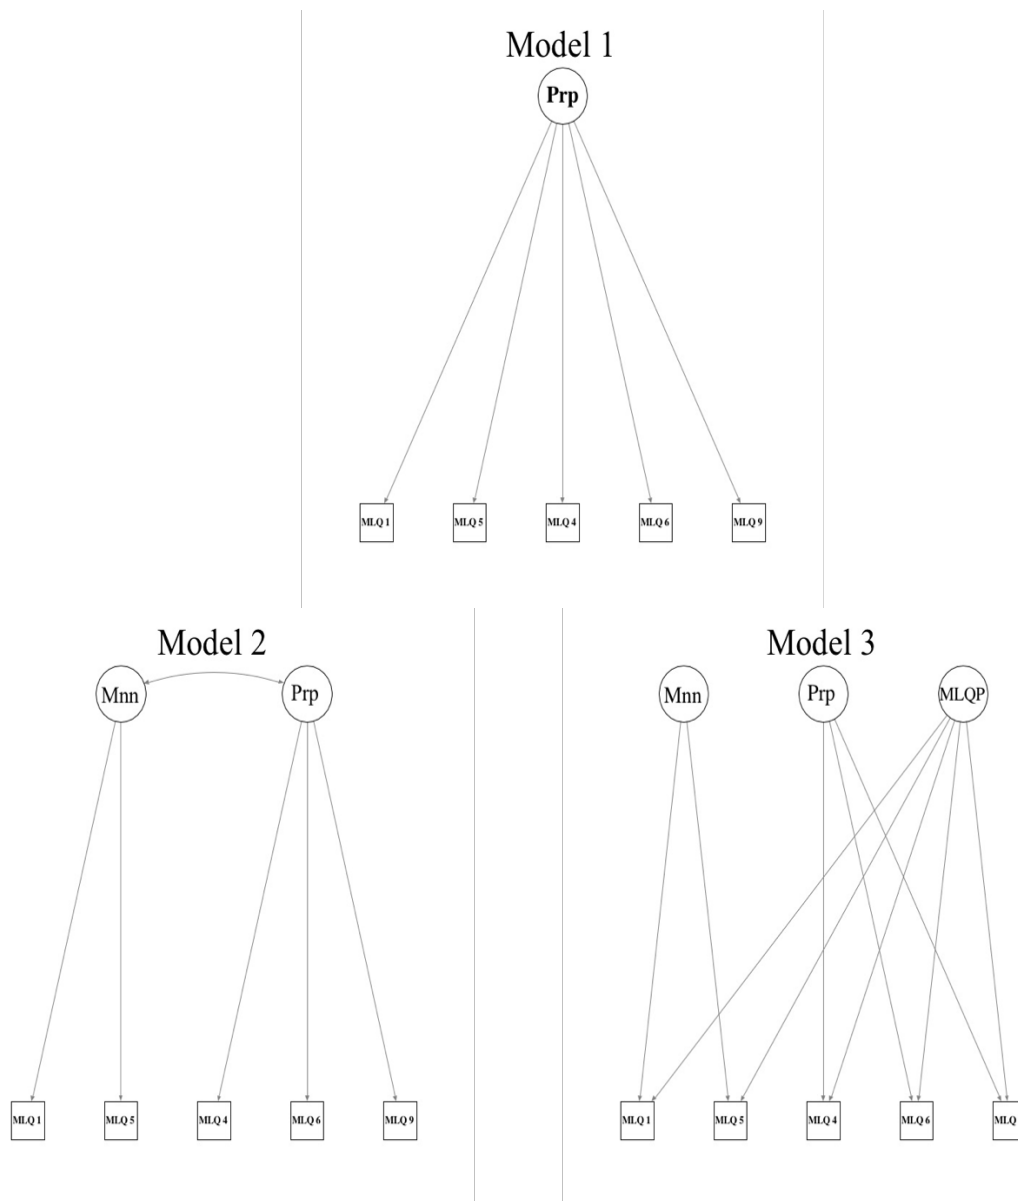 Model 1
Prp
MLQ 1 MLQ 5 MLQ 4 MLQ 6 MLQ 9
Model 2 Model 3
Mnn Prp Mnn Prp MLQP
MLQ 1 MLQ 5 MLQ 4 MLQ 6 MLQ 9 MLQ 1 MLQ 5 MLQ 4 MLQ 6 MLQ